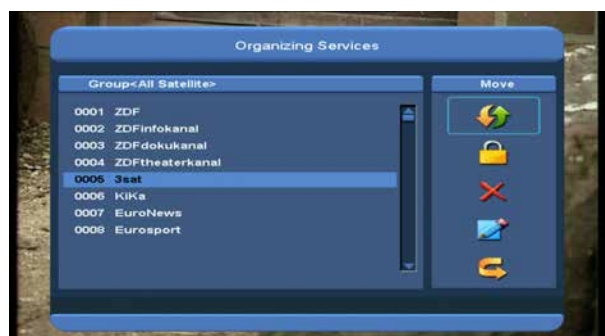 Organizing Services
Group<All Satellite>
Move
0001 ZDF
0002 ZDFinfokanal
0003 ZDFdokukanal
0004 ZDFtheaterkanal
0005 3sat
0006 KiKa
0007 EuroNews
0008 Eurosport